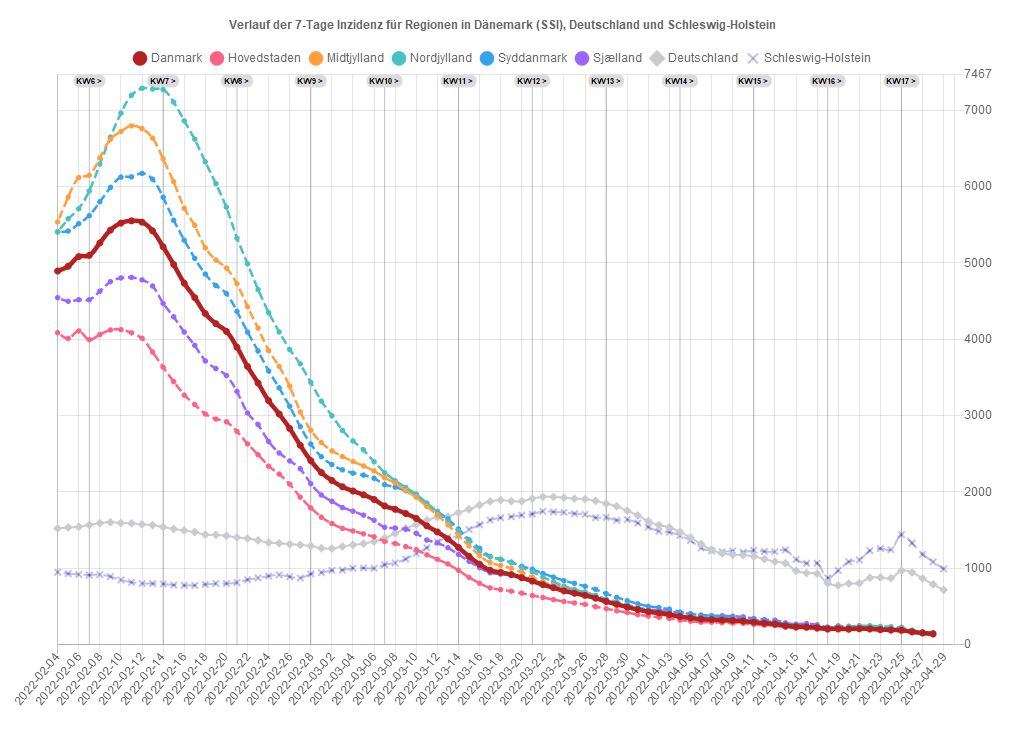 Verlauf der 7-Tage Inzidenz für Regionen in Dänemark (SSI), Deutschland und Schleswig-Holstein
Danmark Hovedstaden Midtjylland Nordjylland Syddanmark Sjælland Deutschland Schleswig-Holstein
KW6 > KW7 > KW8 > KW9 > KW10 > KW11 > KW12 > KW13 > KW14 > KW15 > KW16 > KW17 >
7467
7000
6000
5000
4000
3000
2000
1000
0
2022-02-04 2022-02-06 2022-02-08 2022-02-10 2022-02-12 2022-02-14 2022-02-16 2022-02-18 2022-02-20 2022-02-22 2022-02-24 2022-02-26 2022-02-28 2022-03-02 2022-03-04 2022-03-06 2022-03-08 2022-03-10 2022-03-12 2022-03-14 2022-03-16 2022-03-18 2022-03-20 2022-03-22 2022-03-24 2022-03-26 2022-03-28 2022-03-30 2022-04-01 2022-04-03 2022-04-05 2022-04-07 2022-04-09 2022-04-11 2022-04-13 2022-04-15 2022-04-17 2022-04-19 2022-04-21 2022-04-23 2022-04-25 2022-04-27 2022-04-29